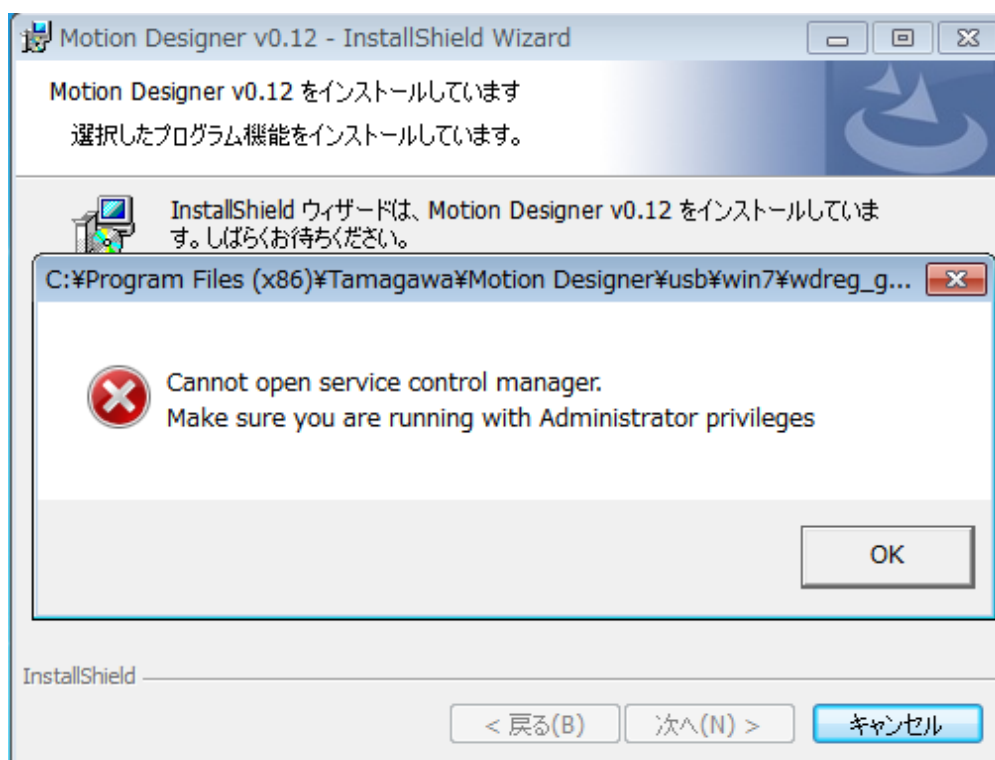 Motion Designer v0.12 - InstallShield Wizard
Motion Designer v0.12 をインストールしています
選択したプログラム機能をインストールしています。
InstallShield ウィザードは、Motion Designer v0.12 をインストールしていま
す。しばらくお待ちください。
C:¥Program Files (x86)¥Tamagawa¥Motion Designer¥usb¥win7¥wdreg_g...
Cannot open service control manager.
Make sure you are running with Administrator privileges
OK
InstallShield
< 戻る(B)
次へ(N) >
キャンセル